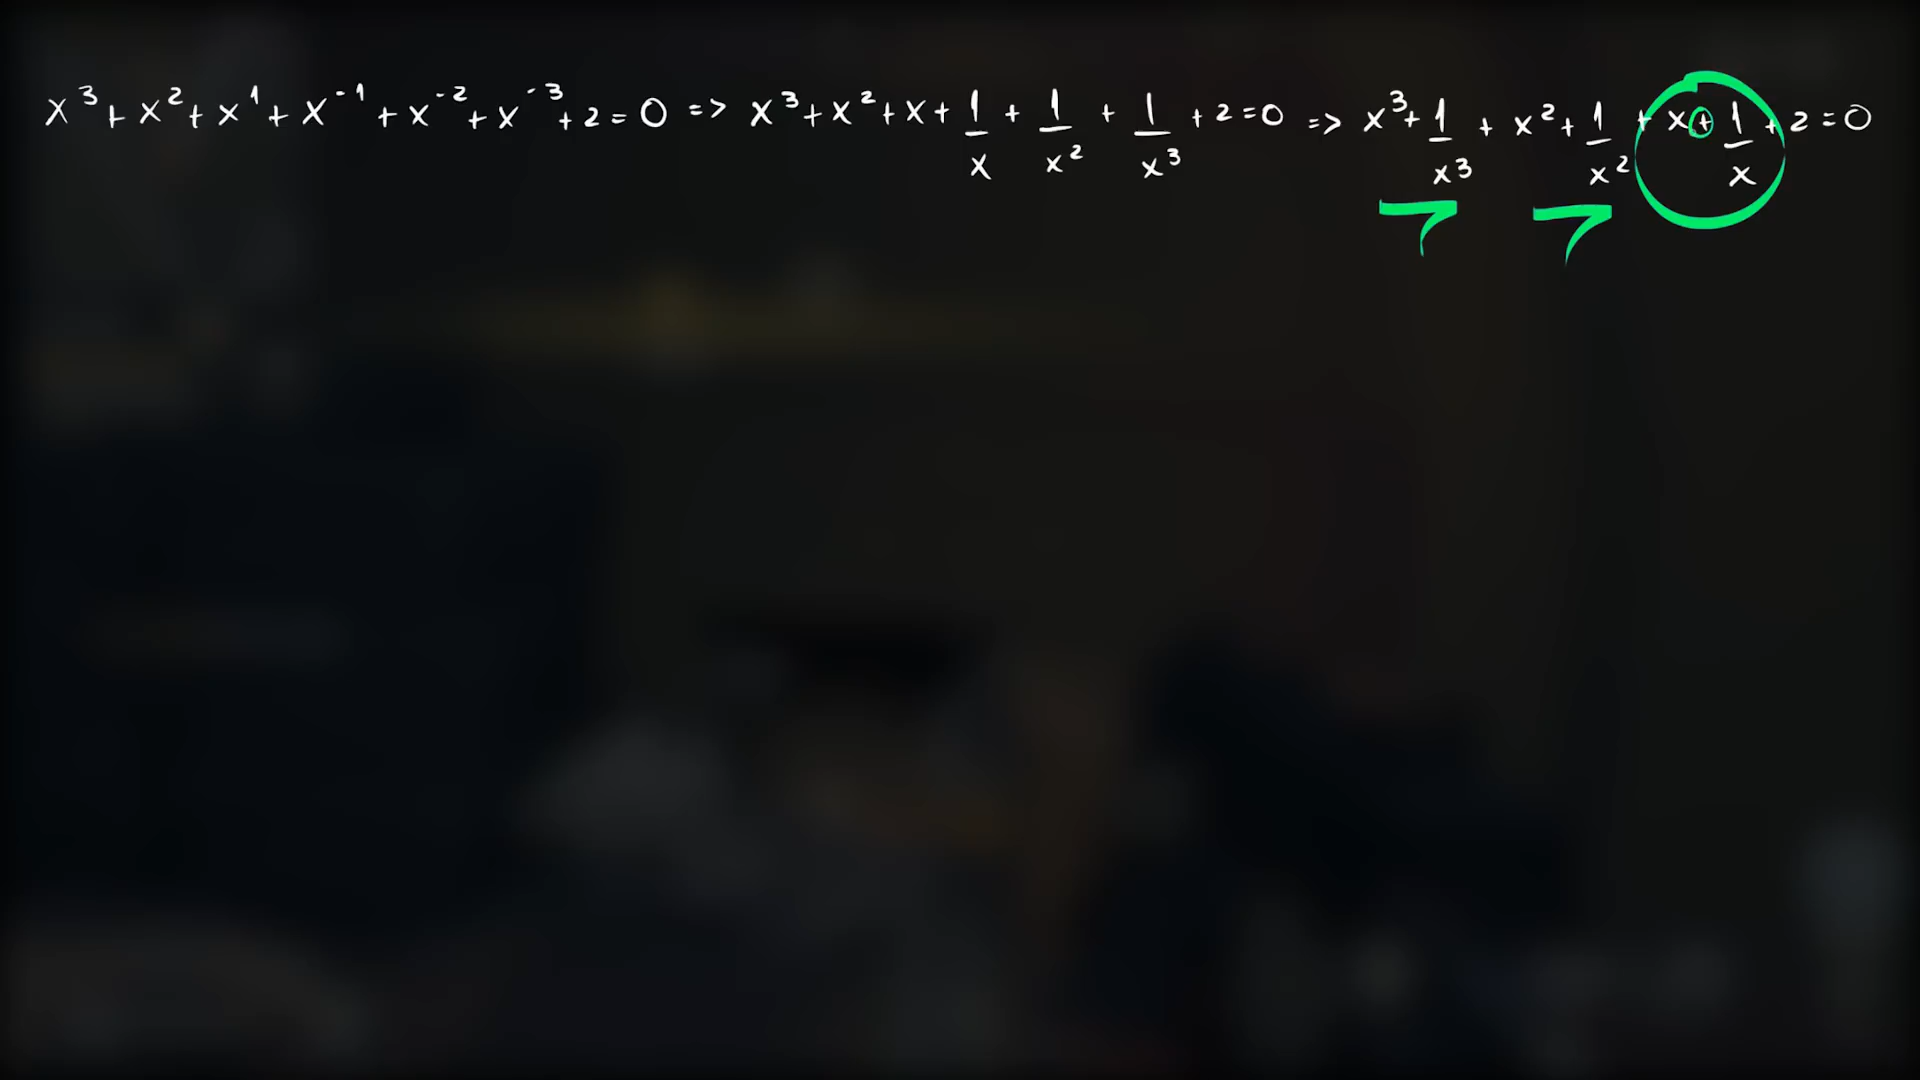 x³ + x² + x¹ + x⁻¹ + x⁻² + x⁻³ + 2 = 0 => x³ + x² + x + 1/x + 1/x² + 1/x³ + 2 = 0 => x³ + 1/x³ + x² + 1/x² + x + 1/x + 2 = 0